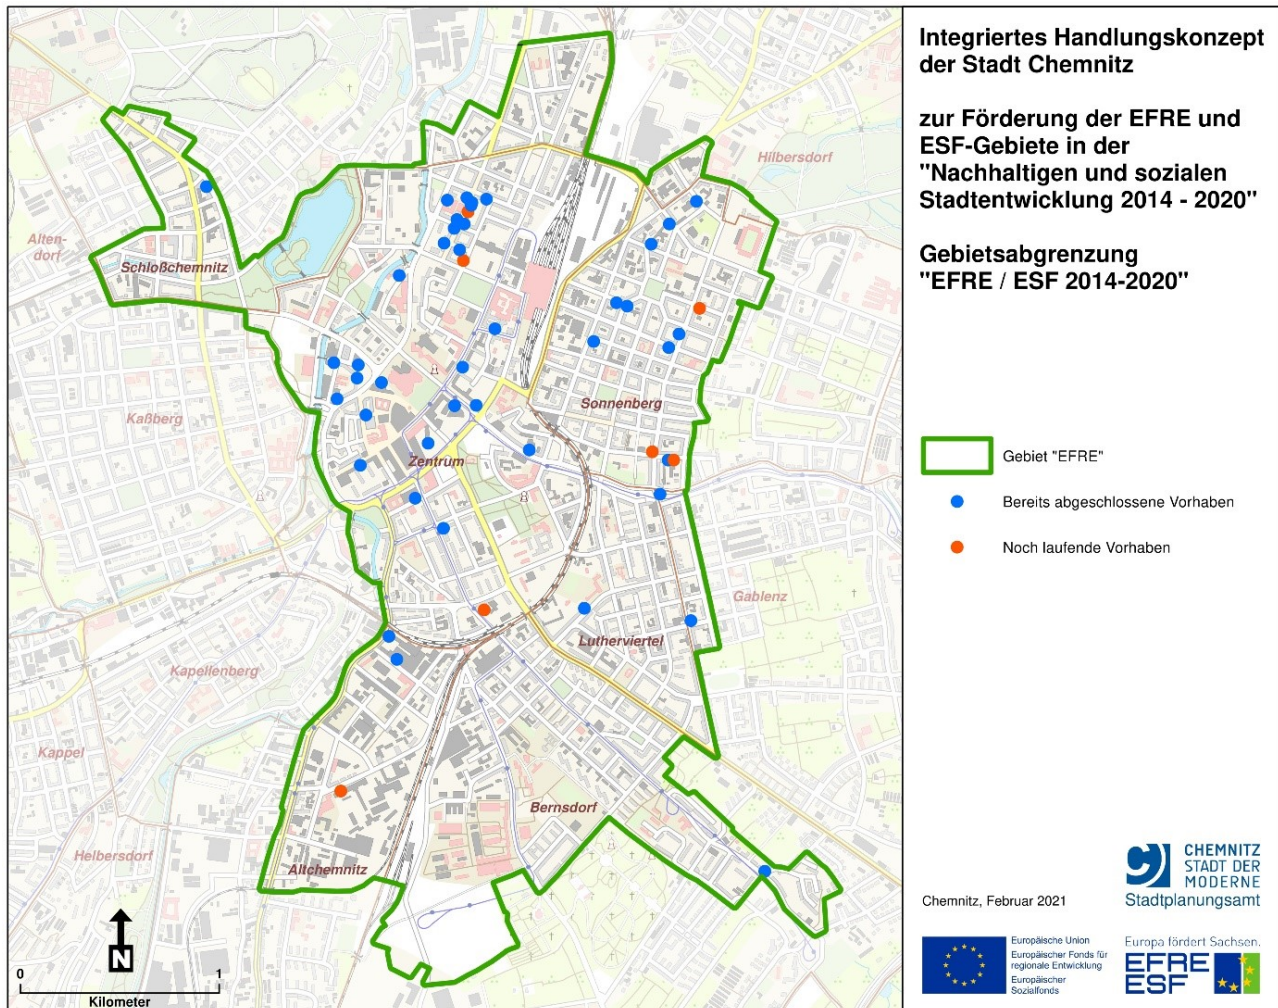 Integriertes Handlungskonzept
der Stadt Chemnitz
zur Förderung der EFRE und
ESF-Gebiete in der
"Nachhaltigen und sozialen
Stadtentwicklung 2014 - 2020"
Gebietsabgrenzung
"EFRE / ESF 2014-2020"
Gebiet "EFRE"
Bereits abgeschlossene Vorhaben
Noch laufende Vorhaben
Hilbersdorf
Alten-
dorf
Schloßchemnitz
Kaßberg
Sonnenberg
Zentrum
Gablenz
Lutherviertel
Kapellenberg
Kappel
Bernsdorf
Helbersdorf
Altchemnitz
N
0 1
Kilometer
Chemnitz, Februar 2021
CHEMNITZ
STADT DER
MODERNE
Stadtplanungsamt
Europäische Union
Europäischer Fonds für
regionale Entwicklung
Europäischer
Sozialfonds
Europa fördert Sachsen.
EFRE
ESF